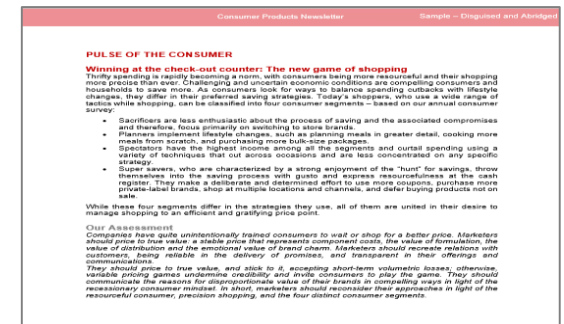 Consumer Products Newsletter
Sample – Disguised and Abridged
PULSE OF THE CONSUMER
Winning at the check-out counter: The new game of shopping
Thrifty spending is rapidly becoming a norm, with consumers being more resourceful and their shopping
more precise than ever. Challenging and uncertain economic conditions are compelling consumers and
households to save more. As consumers look for ways to balance spending cutbacks with lifestyle
changes, they differ in their preferred saving strategies. Today's shoppers, who use a wide range of
tactics while shopping, can be classified into four consumer segments – based on our annual consumer
survey:
• Sacrificers are less enthusiastic about the process of saving and the associated compromises
and therefore, focus primarily on switching to store brands.
• Planners implement lifestyle changes, such as planning meals in greater detail, cooking more
meals from scratch, and purchasing more bulk-size packages.
• Spectators have the highest income among all the segments and curtail spending using a
variety of techniques that cut across occasions and are less concentrated on any specific
strategy.
• Super savers, who are characterized by a strong enjoyment of the "hunt" for savings, throw
themselves into the saving process with gusto and express resourcefulness at the cash
register. They make a deliberate and determined effort to use more coupons, purchase more
private-label brands, shop at multiple locations and channels, and defer buying products not on
sale.
While these four segments differ in the strategies they use, all of them are united in their desire to
manage shopping to an efficient and gratifying price point.
Our Assessment
Companies have quite unintentionally trained consumers to wait or shop for a better price. Marketers
should price to true value: a stable price that represents component costs, the value of formulation, the
value of distribution and the emotional value of brand charm. Marketers should recreate relations with
customers, being reliable in the delivery of promises, and transparent in their offerings and
communications.
They should price to true value, and stick to it, accepting short-term volumetric losses; otherwise,
variable pricing games undermine credibility and invite consumers to play the game. They should
communicate the reasons for disproportionate value of their brands in compelling ways in light of the
recessionary consumer mindset. In short, marketers should reconsider their approaches in light of the
resourceful consumer, precision shopping, and the four distinct consumer segments.